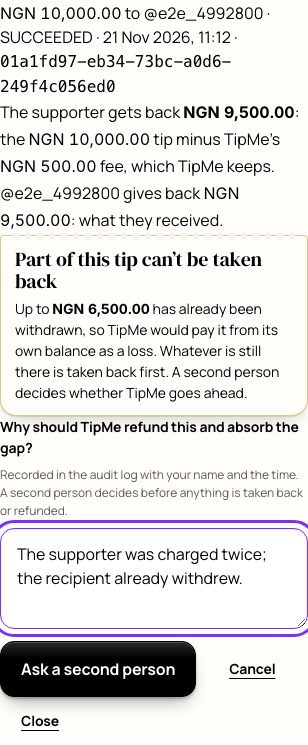 NGN 10,000.00 to @e2e_4992800 ·
SUCCEEDED · 21 Nov 2026, 11:12 ·
01a1fd97-eb34-73bc-a0d6-
249f4c056ed0
The supporter gets back NGN 9,500.00:
the NGN 10,000.00 tip minus TipMe's
NGN 500.00 fee, which TipMe keeps.
@e2e_4992800 gives back NGN
9,500.00: what they received.
Part of this tip can't be taken
back
Up to NGN 6,500.00 has already been
withdrawn, so TipMe would pay it from its
own balance as a loss. Whatever is still
there is taken back first. A second person
decides whether TipMe goes ahead.
Why should TipMe refund this and absorb the
gap?
Recorded in the audit log with your name and the time.
A second person decides before anything is taken back
or refunded.
The supporter was charged twice;
the recipient already withdrew.
Ask a second person
Cancel
Close